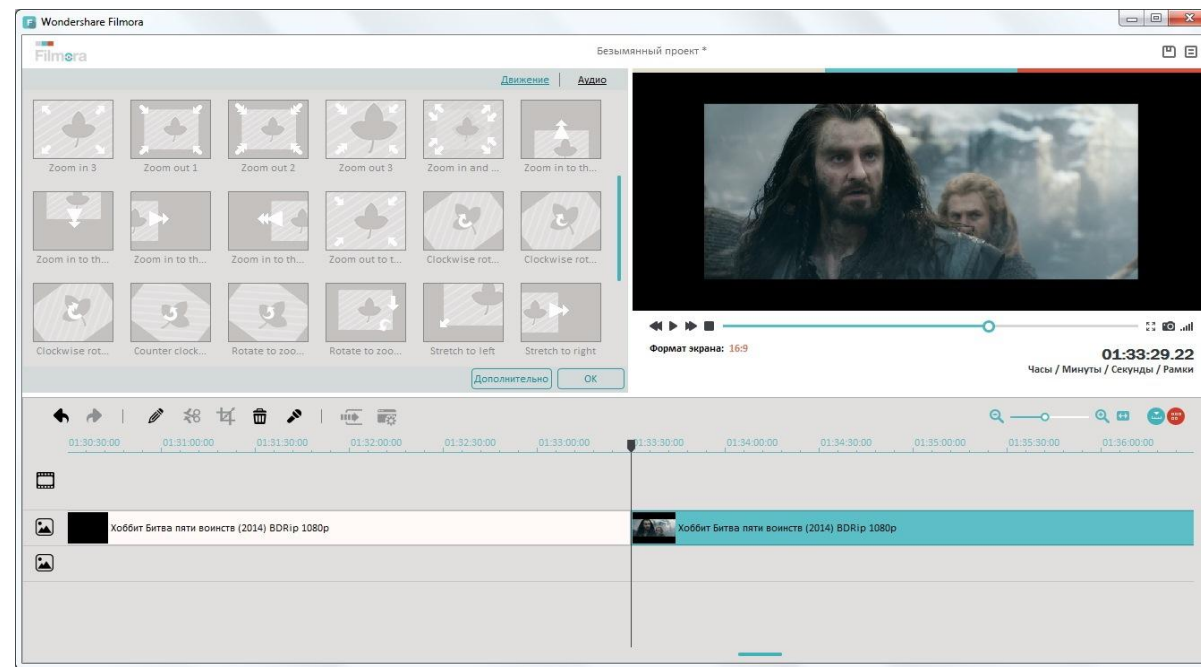 Wondershare Filmora
Filmora
Безымянный проект *
Движение | Аудио
Zoom in 3 Zoom out 1 Zoom out 2 Zoom out 3 Zoom in and ... Zoom in to th...
Zoom in to th... Zoom in to th... Zoom in to th... Zoom out to t... Clockwise rot... Clockwise rot...
Clockwise rot... Counter clock... Rotate to zoo... Rotate to zoo... Stretch to left Stretch to right
Дополнительно OK
Формат экрана: 16:9
01:33:29.22
Часы / Минуты / Секунды / Рамки
01:30:30:00 01:31:00:00 01:31:30:00 01:32:00:00 01:32:30:00 01:33:00:00 01:33:30:00 01:34:00:00 01:34:30:00 01:35:00:00 01:35:30:00 01:36:00:00
Хоббит Битва пяти воинств (2014) BDRip 1080p Хоббит Битва пяти воинств (2014) BDRip 1080p